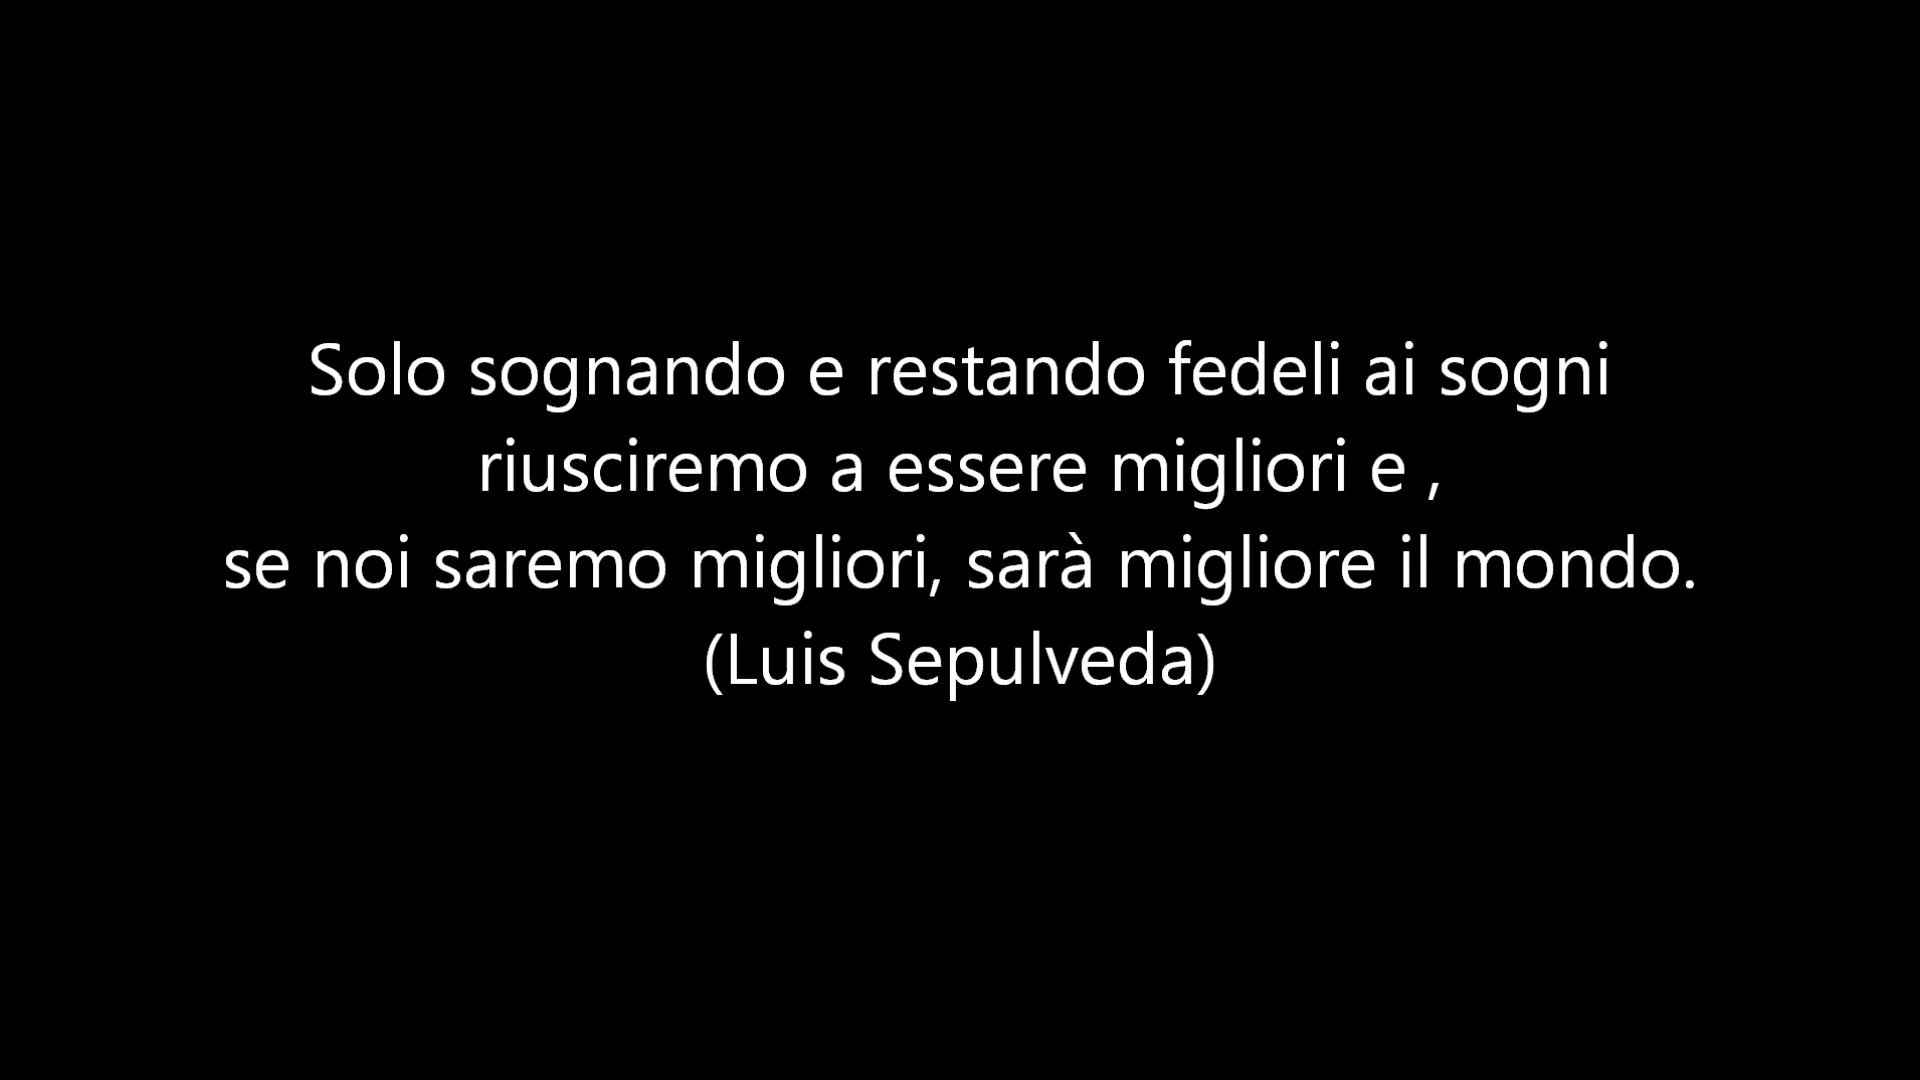 Solo sognando e restando fedeli ai sogni
riusciremo a essere migliori e ,
se noi saremo migliori, sarà migliore il mondo.
(Luis Sepulveda)